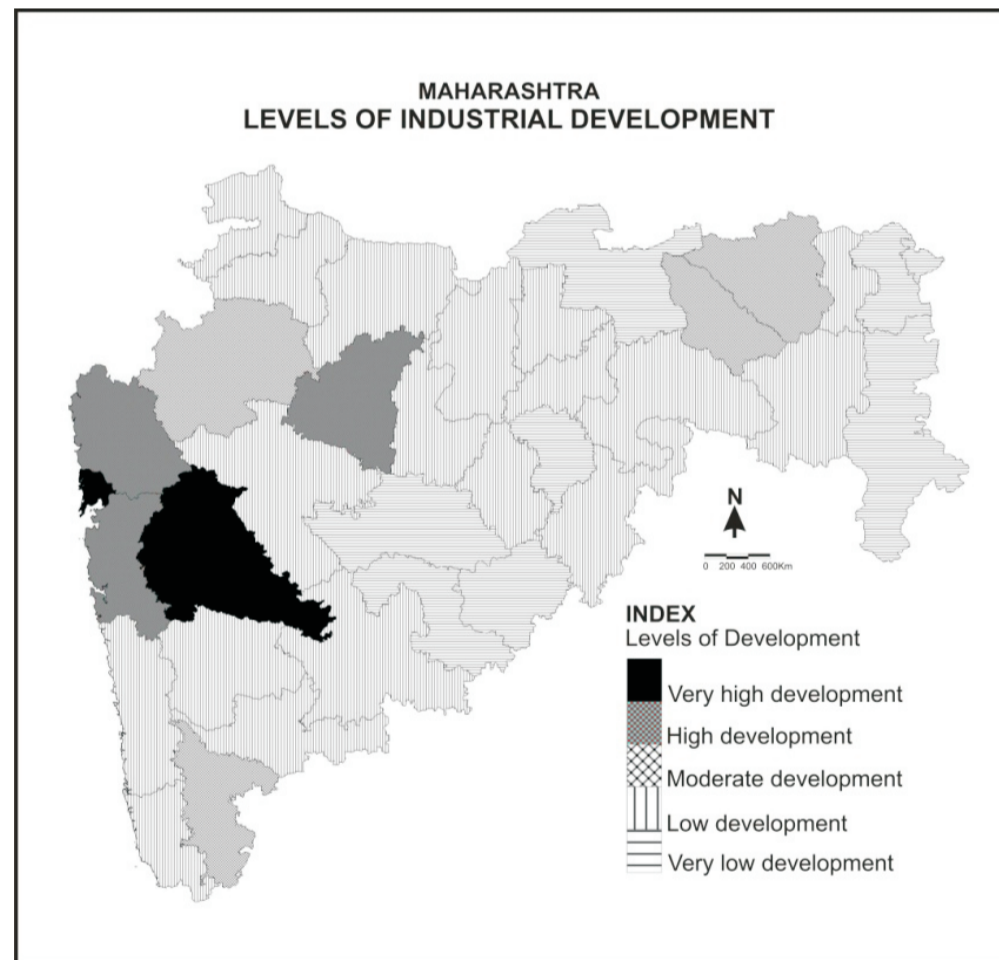 MAHARASHTRA
LEVELS OF INDUSTRIAL DEVELOPMENT
N
0 200 400 600Km
INDEX
Levels of Development
Very high development
High development
Moderate development
Low development
Very low development